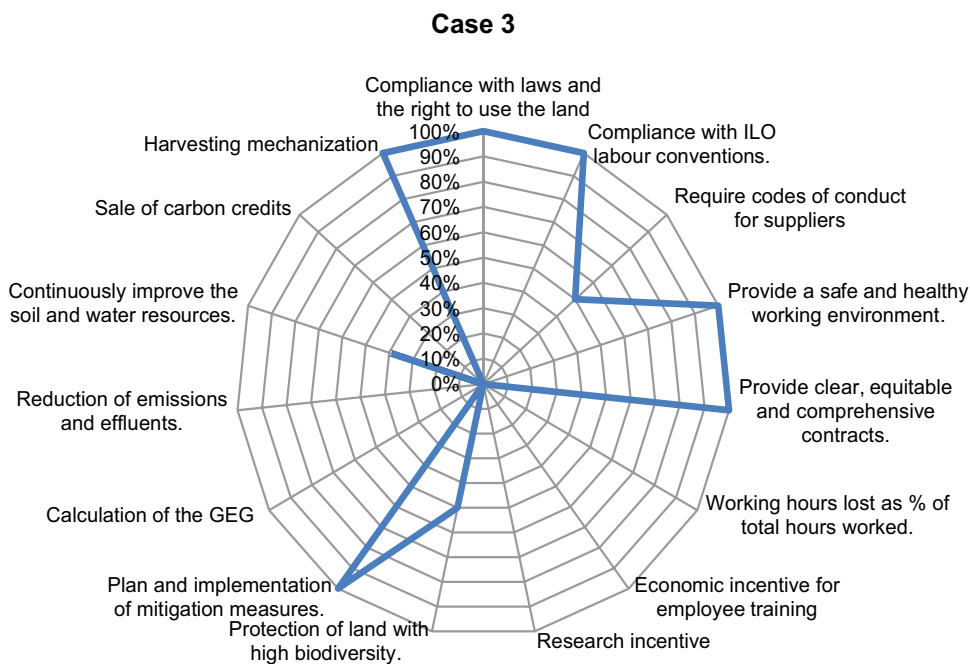 Case 3
Compliance with laws and
the right to use the land
Compliance with ILO
labour conventions.
Require codes of conduct
for suppliers
Provide a safe and healthy
working environment.
Provide clear, equitable
and comprehensive
contracts.
Working hours lost as % of
total hours worked.
Economic incentive for
employee training
Research incentive
Protection of land with
high biodiversity.
Plan and implementation
of mitigation measures.
Calculation of the GEG
Reduction of emissions
and effluents.
Continuously improve the
soil and water resources.
Sale of carbon credits
Harvesting mechanization
100%
90%
80%
70%
60%
50%
40%
30%
20%
10%
0%